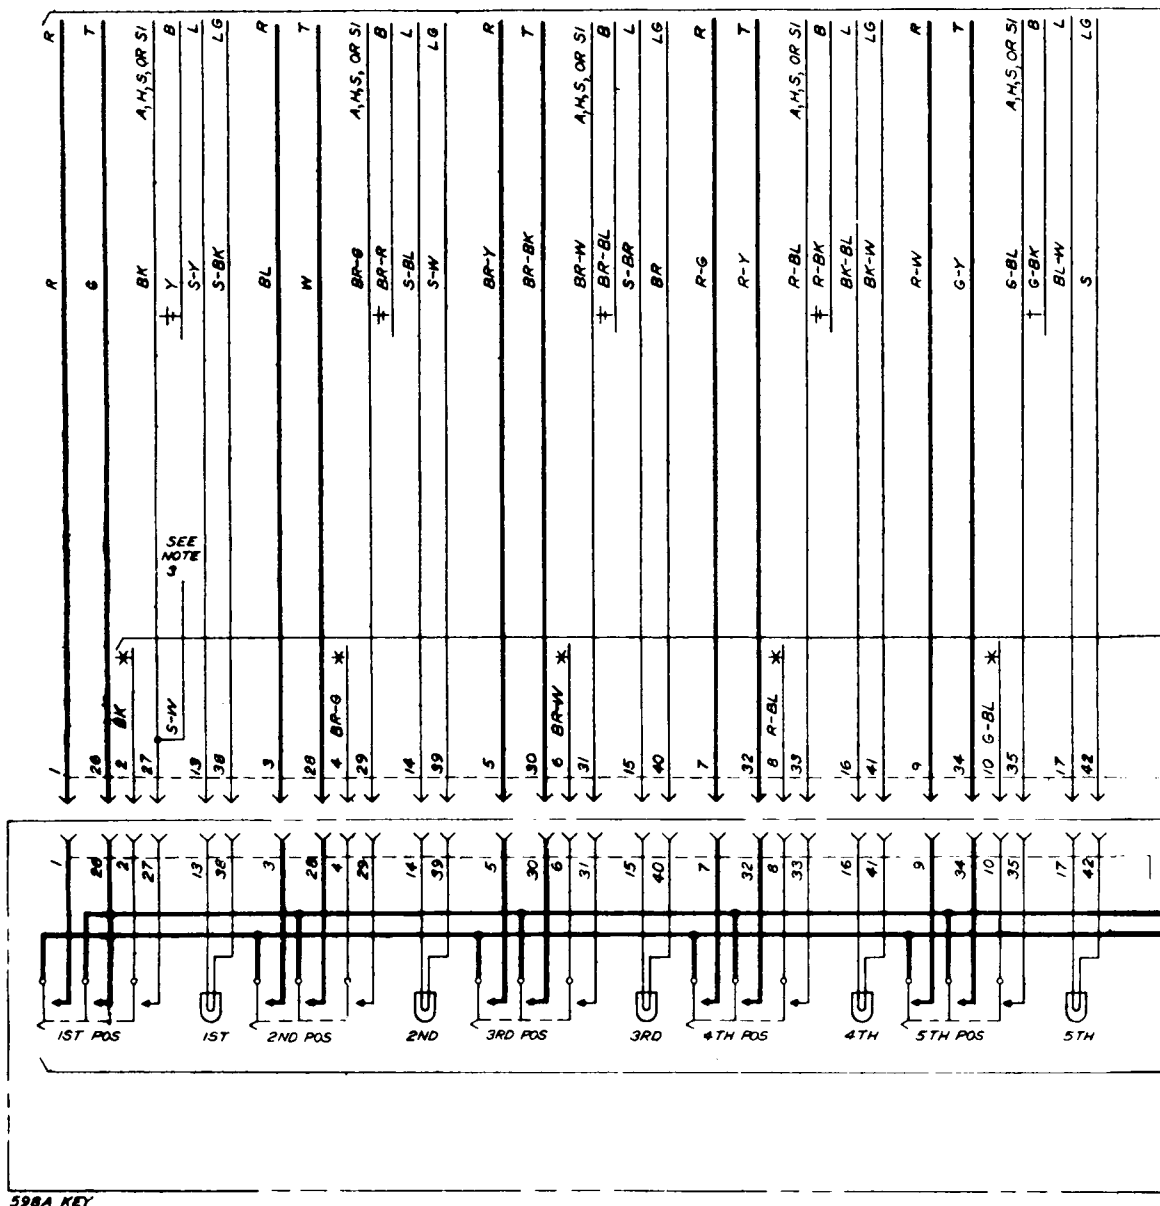 R T A,H,S, OR SI B L LG R T A,H,S, OR SI B L LG R T A,H,S, OR SI B L LG R T A,H,S, OR SI B L LG R T A,H,S, OR SI B L LG
R G BK ‡ Y S-Y S-BK BL W BR-G ‡ BR-R S-BL S-W BR-Y BR-BK BR-W ‡ BR-BL S-BR BR R-G R-Y R-BL ‡ R-BK BK-BL BK-W R-W G-Y G-BL † G-BK BL-W S
SEE
NOTE
3
* * * * *
BK S-W BR-G BR-W R-BL G-BL
1 26 2 27 13 38 3 28 4 29 14 39 5 30 6 31 15 40 7 32 8 33 16 41 9 34 10 35 17 42
1 26 2 27 13 38 3 28 4 29 14 39 5 30 6 31 15 40 7 32 8 33 16 41 9 34 10 35 17 42
1ST POS 1ST 2ND POS 2ND 3RD POS 3RD 4TH POS 4TH 5TH POS 5TH
598A KEY